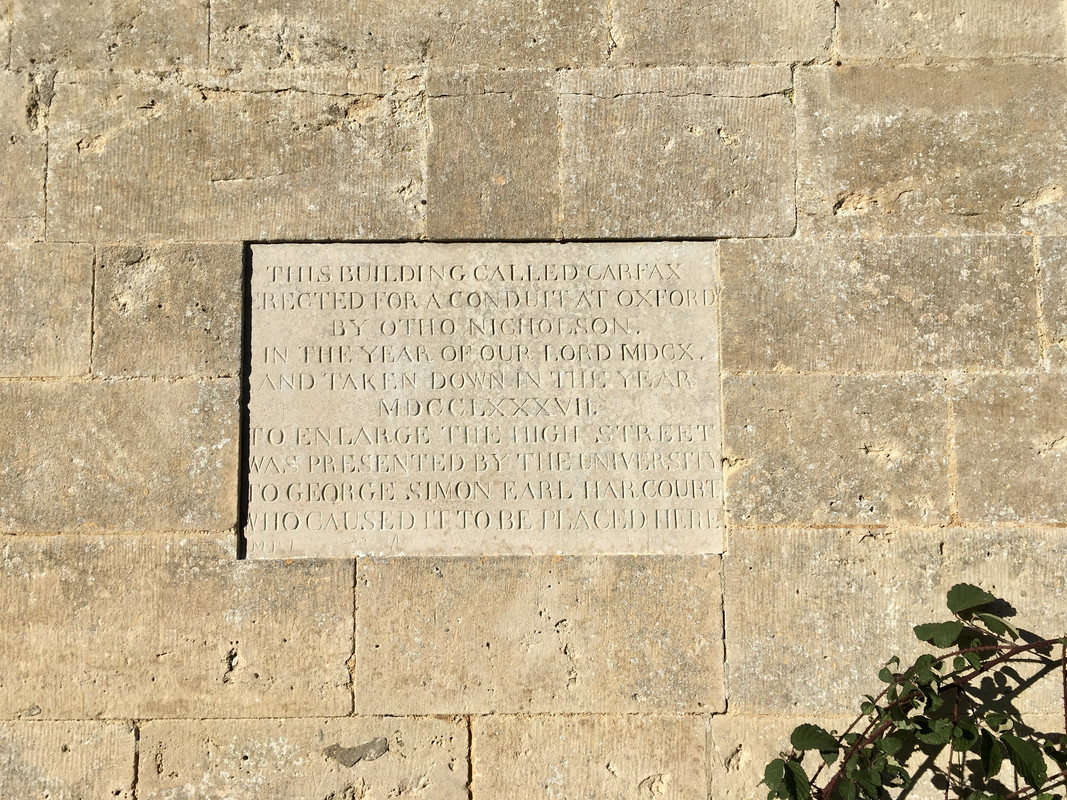 THIS BUILDING CALLED CARFAX
ERECTED FOR A CONDUIT AT OXFORD
BY OTHO NICHOLSON.
IN THE YEAR OF OUR LORD MDCX.
AND TAKEN DOWN IN THE YEAR
MDCCLXXXVII.
TO ENLARGE THE HIGH STREET
WAS PRESENTED BY THE UNIVERSITY
TO GEORGE SIMON EARL HARCOURT
WHO CAUSED IT TO BE PLACED HERE